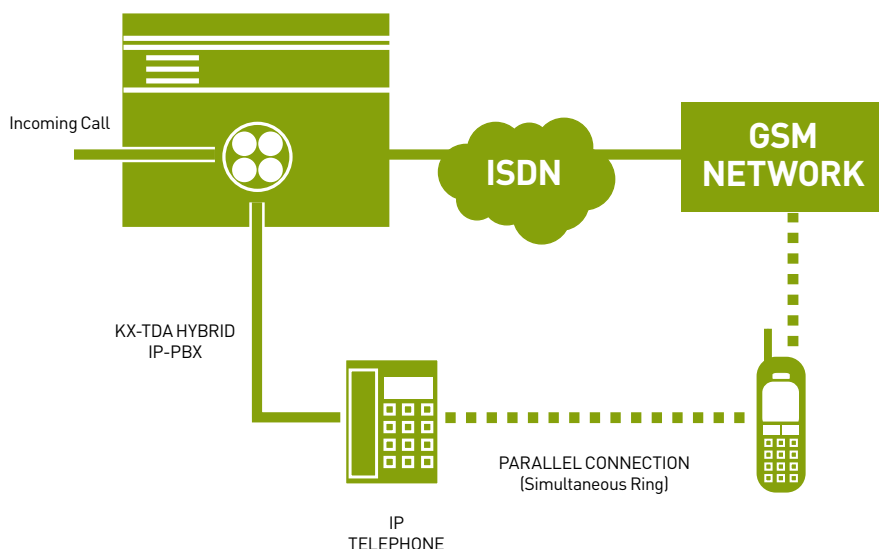 Incoming Call
ISDN
GSM
NETWORK
KX-TDA HYBRID
IP-PBX
PARALLEL CONNECTION
(Simultaneous Ring)
IP
TELEPHONE